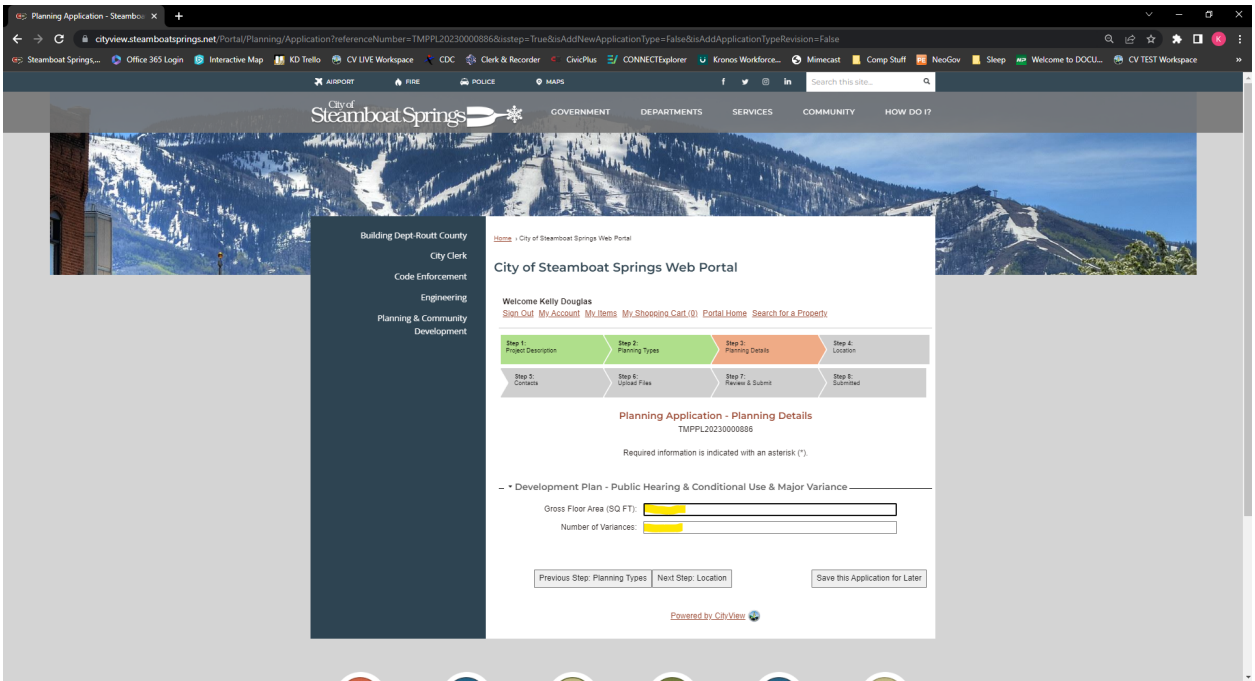 Planning Application - Steamboa
cityview.steamboatsprings.net/Portal/Planning/Application?referenceNumber=TMPPL20230000886&isstep=True&isAddNewApplicationType=False&isAddApplicationTypeRevision=False
Steamboat Springs,... Office 365 Login Interactive Map KD Trello CV LIVE Workspace CDC Clerk & Recorder CivicPlus CONNECTExplorer Kronos Workforce... Mimecast Comp Stuff NeoGov Sleep Welcome to DOCU... CV TEST Workspace »
AIRPORT FIRE POLICE MAPS Search this site...
City of
Steamboat Springs GOVERNMENT DEPARTMENTS SERVICES COMMUNITY HOW DO I?
Building Dept-Routt County
City Clerk
Code Enforcement
Engineering
Planning & Community
Development
Home › City of Steamboat Springs Web Portal
City of Steamboat Springs Web Portal
Welcome Kelly Douglas
Sign Out My Account My Items My Shopping Cart (0) Portal Home Search for a Property
Step 1: Step 2: Step 3: Step 4:
Project Description Planning Types Planning Details Location
Step 5: Step 6: Step 7: Step 8:
Contacts Upload Files Review & Submit Submitted
Planning Application - Planning Details
TMPPL20230000886
Required information is indicated with an asterisk (*).
Development Plan - Public Hearing & Conditional Use & Major Variance
Gross Floor Area (SQ FT):
Number of Variances:
Previous Step: Planning Types Next Step: Location Save this Application for Later
Powered by CityView